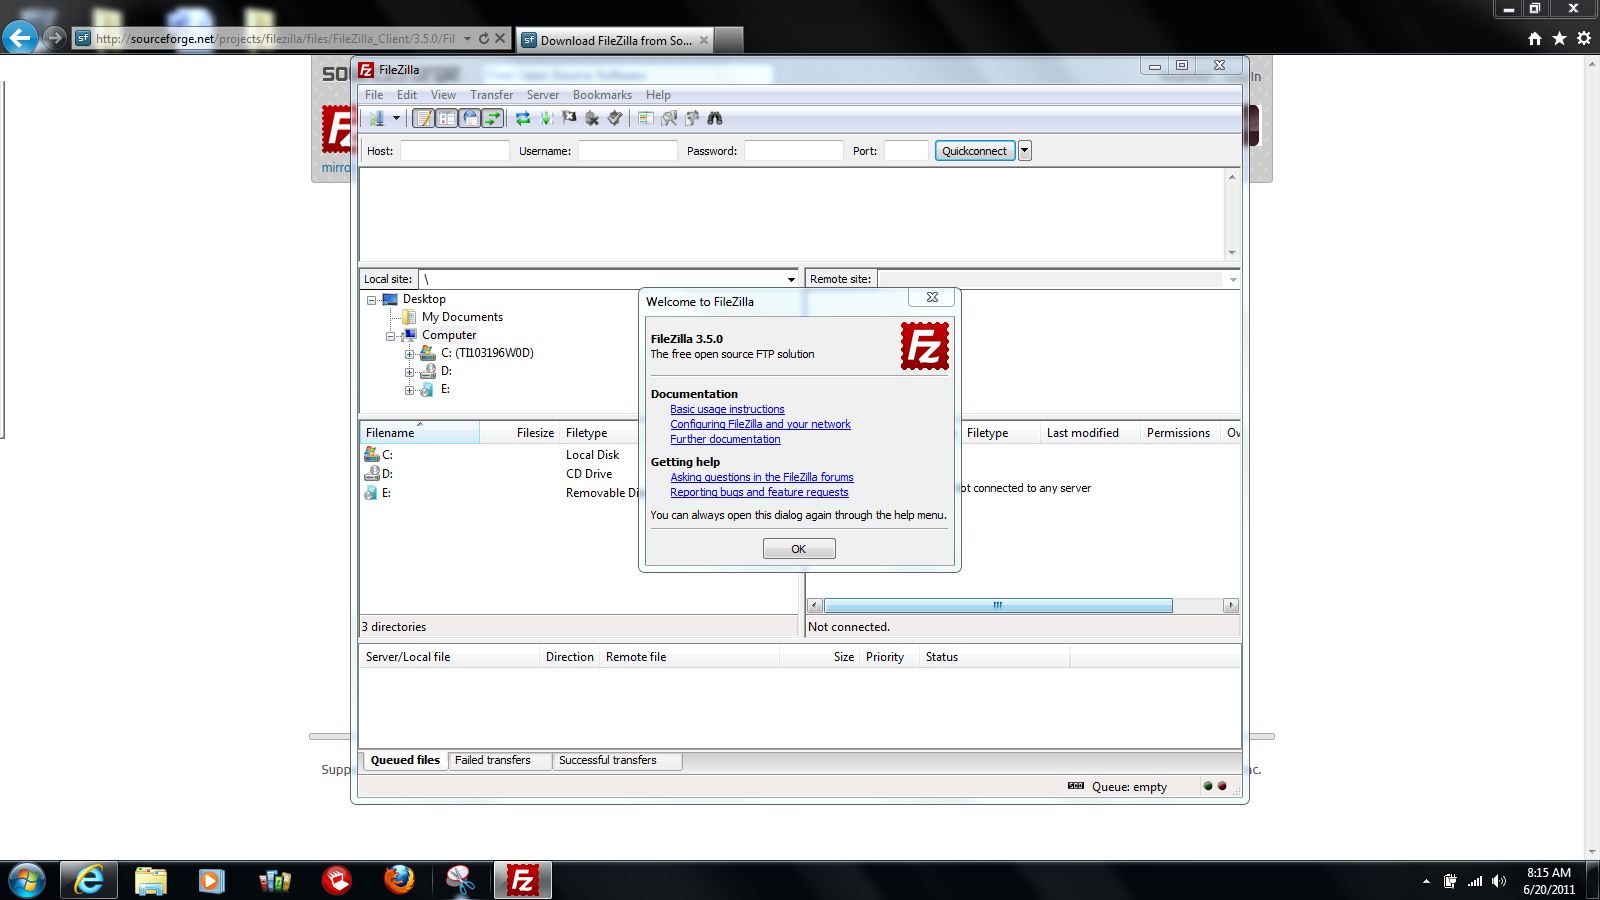 http://sourceforge.net/projects/filezilla/files/FileZilla_Client/3.5.0/Fil
sf Download FileZilla from So...
FileZilla
File Edit View Transfer Server Bookmarks Help
mirro
Host: Username: Password: Port: Quickconnect
Local site: \
Remote site:
Desktop
My Documents
Computer
C: (TI103196W0D)
D:
E:
Welcome to FileZilla
FileZilla 3.5.0
The free open source FTP solution
Documentation
Basic usage instructions
Configuring FileZilla and your network
Further documentation
Getting help
Asking questions in the FileZilla forums
Reporting bugs and feature requests
You can always open this dialog again through the help menu.
OK
Filename Filesize Filetype
C: Local Disk
D: CD Drive
E: Removable Di
Filetype Last modified Permissions Ow
ot connected to any server
3 directories
Not connected.
Server/Local file Direction Remote file Size Priority Status
Queued files Failed transfers Successful transfers
Supp
Queue: empty
8:15 AM
6/20/2011